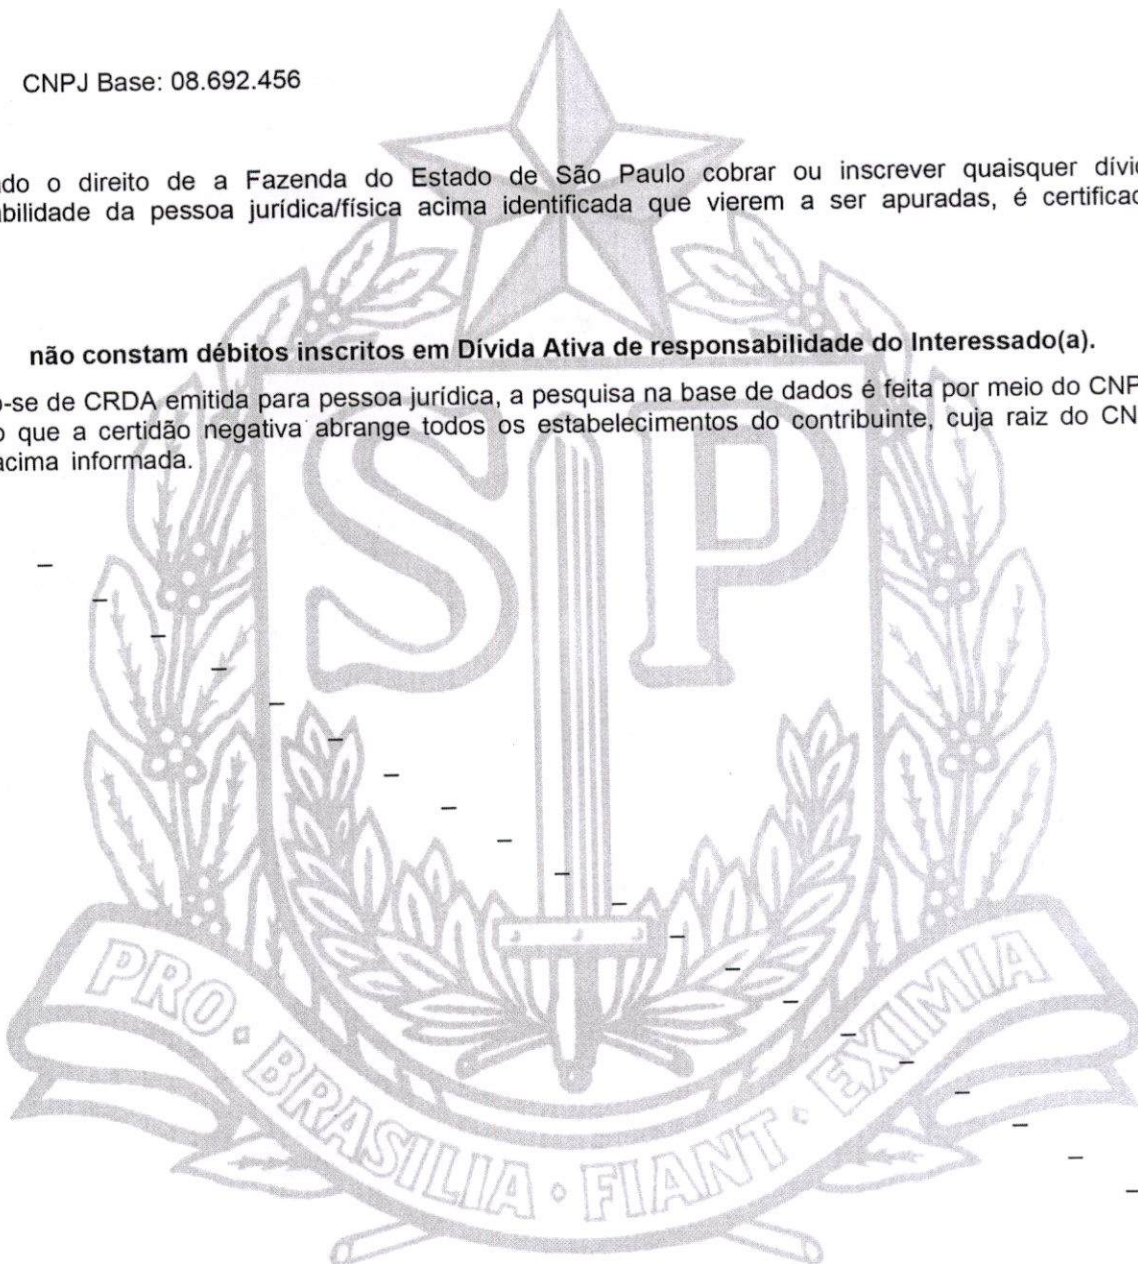 CNPJ Base: 08.692.456
do o direito de a Fazenda do Estado de São Paulo cobrar ou inscrever quaisquer dívi
bilidade da pessoa jurídica/física acima identificada que vierem a ser apuradas, é certifica
não constam débitos inscritos em Dívida Ativa de responsabilidade do Interessado(a).
-se de CRDA emitida para pessoa jurídica, a pesquisa na base de dados é feita por meio do CNP
o que a certidão negativa abrange todos os estabelecimentos do contribuinte, cuja raiz do CN
acima informada.
SP
PRO · BRASILIA · FIANT · EXIMIA